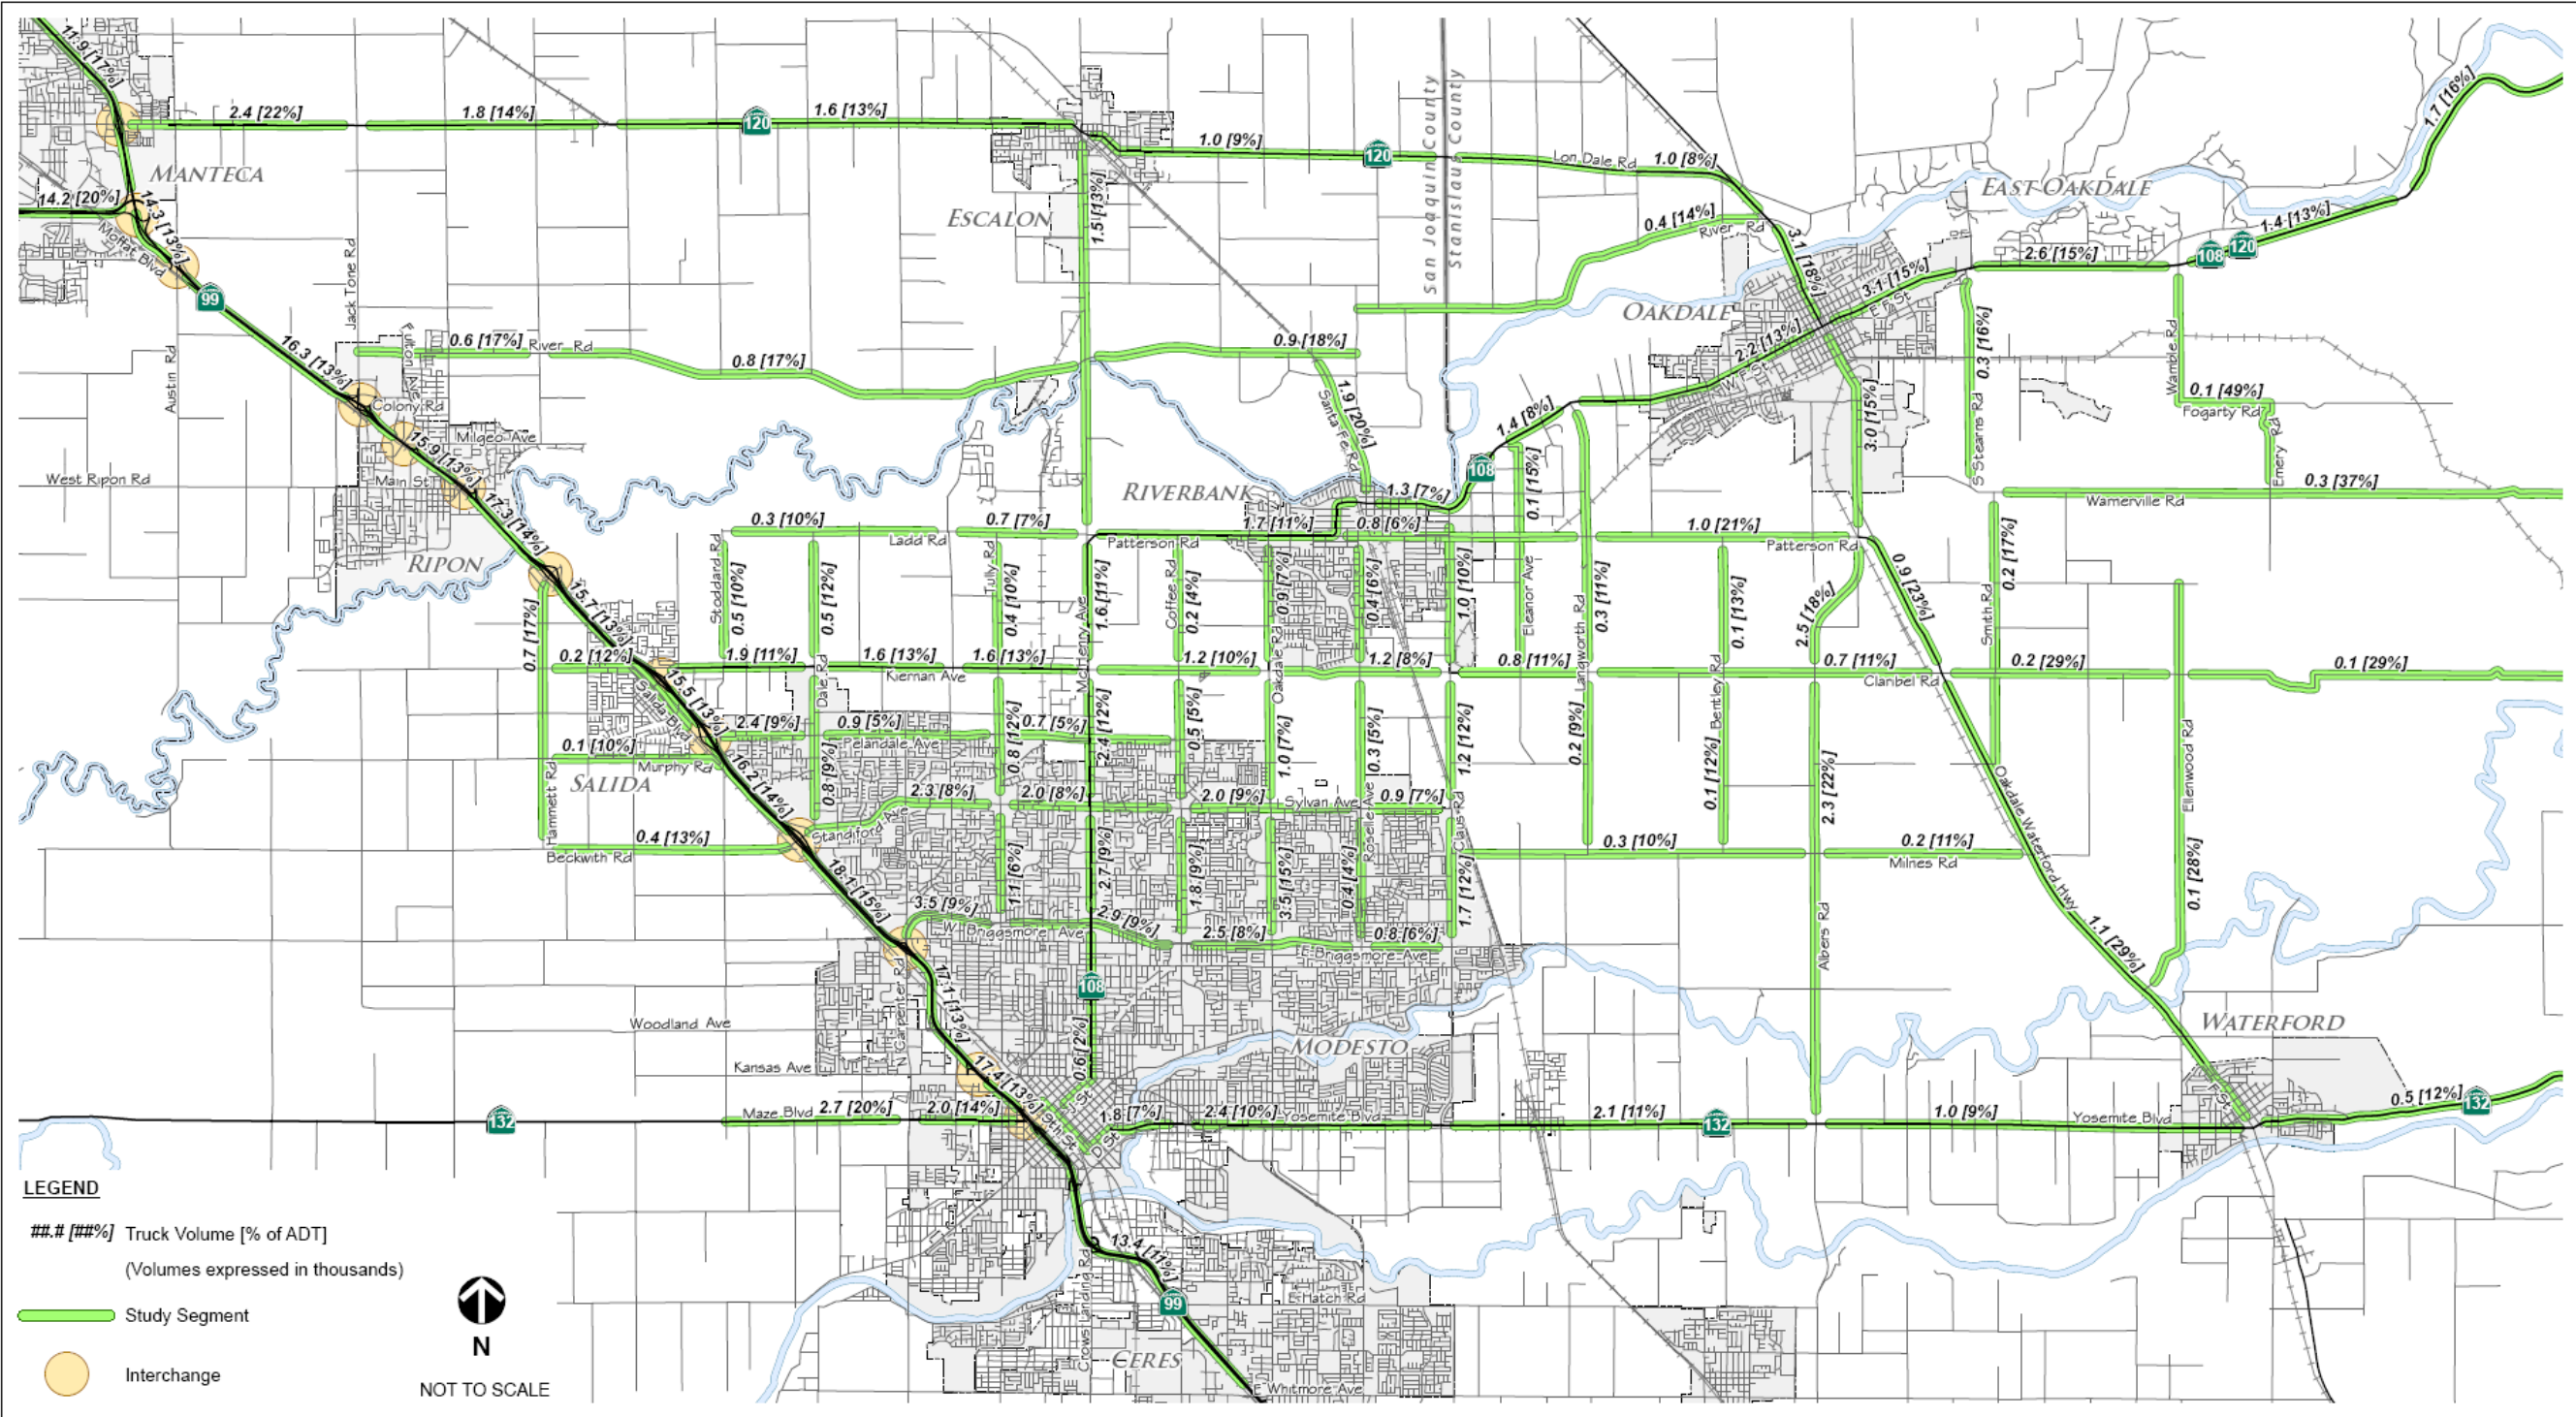 11.9 [17%]
2.4 [22%]
1.8 [14%]
120
1.6 [13%]
1.0 [9%]
120
San Joaquin County
Stanislaus County
Lon Dale Rd
1.0 [8%]
1.7 [16%]
MANTECA
EAST OAKDALE
14.2 [20%]
14.3 [13%]
Moffat Blvd
ESCALON
1.5 [13%]
0.4 [14%]
River Rd
3.1 [18%]
1.4 [13%]
120
108
2.6 [15%]
99
Jack Tone Rd
3.1 [15%]
E F St
OAKDALE
16.3 [13%]
Fulton Ave
0.6 [17%]
River Rd
0.8 [17%]
0.9 [18%]
2.2 [13%]
W F St
0.3 [16%]
Wamble Rd
Austin Rd
Colony Rd
1.9 [20%]
Santa Fe Rd
1.4 [8%]
3.0 [15%]
0.1 [49%]
Fogarty Rd
Emery Rd
S Stearns Rd
15.9 [13%]
Milgeo Ave
West Ripon Rd
Main St
108
RIVERBANK
1.3 [7%]
0.1 [15%]
0.3 [37%]
Warnerville Rd
17.3 [14%]
0.3 [10%]
0.7 [7%]
1.7 [11%]
0.8 [6%]
1.0 [21%]
Ladd Rd
Patterson Rd
Patterson Rd
RIPON
Stoddard Rd
0.5 [10%]
0.5 [12%]
Tully Rd
0.4 [10%]
1.6 [11%]
McHenry Ave
Coffee Rd
0.2 [4%]
0.9 [7%]
Oakdale Rd
0.4 [6%]
1.0 [10%]
Eleanor Ave
Langworth Rd
0.3 [11%]
0.1 [13%]
2.5 [18%]
0.9 [23%]
Smith Rd
0.2 [17%]
15.7 [13%]
0.7 [17%]
0.2 [12%]
1.9 [11%]
1.6 [13%]
1.6 [13%]
1.2 [10%]
1.2 [8%]
0.8 [11%]
0.7 [11%]
0.2 [29%]
0.1 [29%]
Kiernan Ave
Claribel Rd
Salida Blvd
15.5 [13%]
Dale Rd
2.4 [9%]
0.9 [5%]
0.7 [5%]
Pelandale Ave
0.8 [12%]
2.4 [12%]
0.5 [5%]
1.0 [7%]
0.3 [5%]
1.2 [12%]
0.2 [9%]
Bentley Rd
0.1 [12%]
2.3 [22%]
Ellenwood Rd
0.1 [10%]
Murphy Rd
SALIDA
Hammett Rd
16.2 [14%]
0.8 [9%]
2.3 [8%]
2.0 [8%]
2.0 [9%]
Sylvan Ave
0.9 [7%]
Standiford Ave
Roselle Ave
Claus Rd
Oakdale Waterford Hwy
0.4 [13%]
Beckwith Rd
0.3 [10%]
0.2 [11%]
Milnes Rd
18.1 [15%]
1.1 [6%]
2.7 [9%]
1.8 [9%]
3.5 [15%]
0.4 [4%]
1.7 [12%]
0.1 [28%]
3.5 [9%]
W Briggsmore Ave
2.9 [9%]
2.5 [8%]
0.8 [6%]
E Briggsmore Ave
Albers Rd
1.1 [29%]
N Carpenter Rd
17.1 [13%]
108
Woodland Ave
MODESTO
WATERFORD
Kansas Ave
17.4 [13%]
0.6 [2%]
132
Maze Blvd
2.7 [20%]
2.0 [14%]
9th St
D St
1.8 [7%]
2.4 [10%]
Yosemite Blvd
2.1 [11%]
132
1.0 [9%]
Yosemite Blvd
F St
0.5 [12%]
132
LEGEND
##.# [##%] Truck Volume [% of ADT]
(Volumes expressed in thousands)
Study Segment
Interchange
N
NOT TO SCALE
13.4 [11%]
Crows Landing Rd
99
E Hatch Rd
CERES
E Whitmore Ave